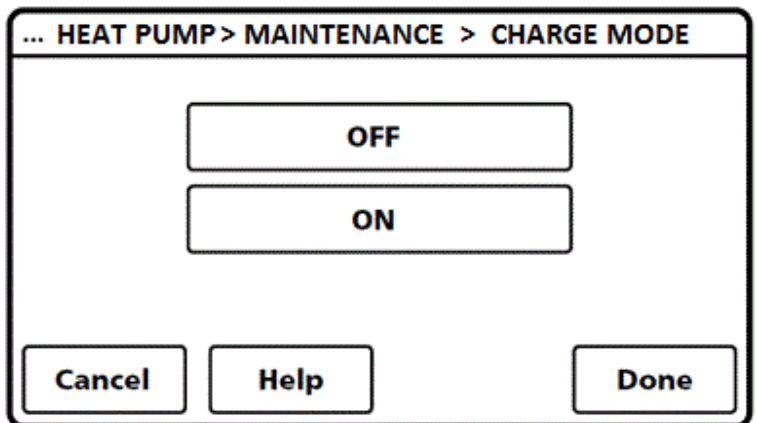 ... HEAT PUMP> MAINTENANCE > CHARGE MODE
OFF
ON
Cancel Help Done